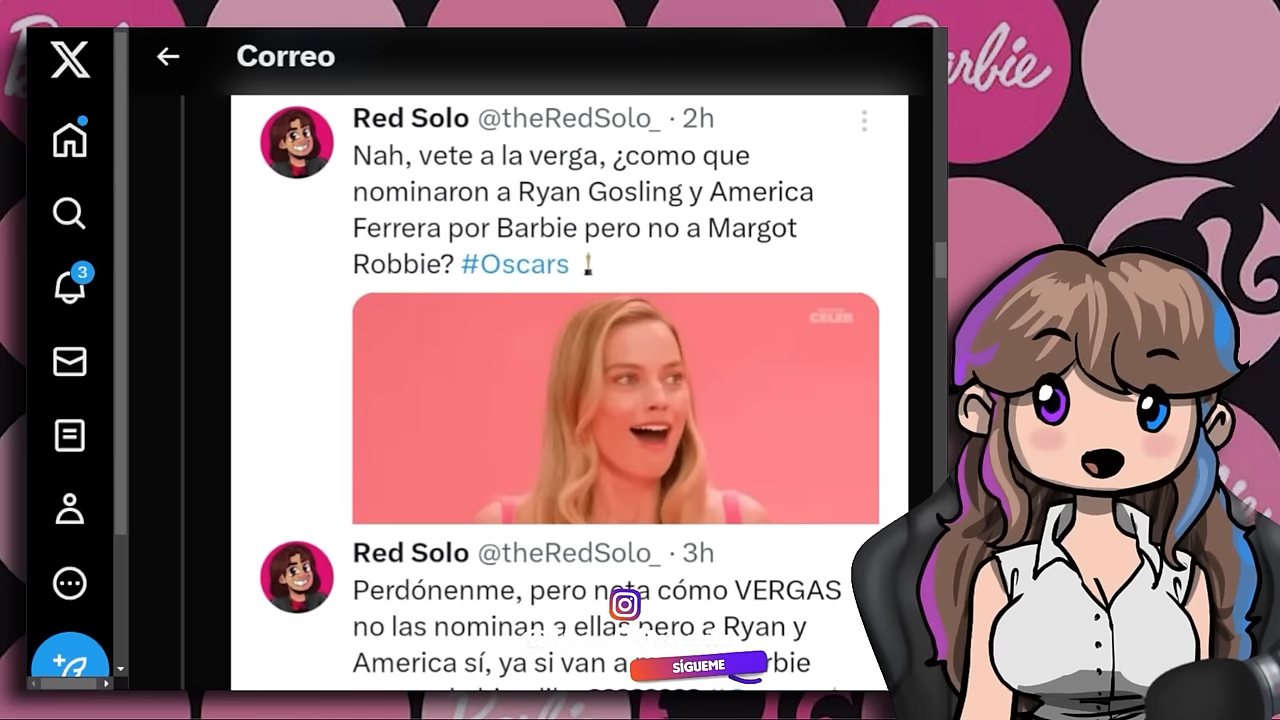 Barbie
Correo
Red Solo @theRedSolo_ · 2h
Nah, vete a la verga, ¿como que
nominaron a Ryan Gosling y America
Ferrera por Barbie pero no a Margot
Robbie? #Oscars
CELEB
3
Red Solo @theRedSolo_ · 3h
Perdónenme, pero neta cómo VERGAS
no las nominan a ellas pero a Ryan y
America sí, ya si van a
SÍGUEME